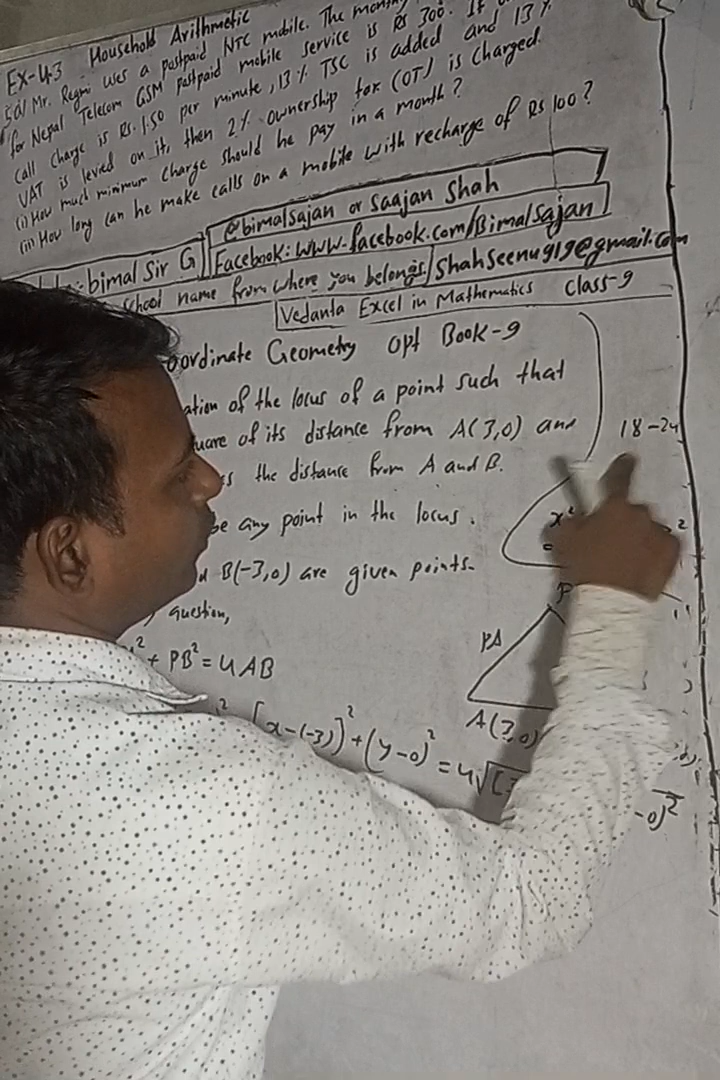 EX-4.3 Household Arithmetic
5a) Mr. Regmi uses a postpaid NTC mobile. The monthly
for Nepal Telecom GSM postpaid mobile service is Rs 300. If
call charge is Rs. 1.50 per minute, 13% TSC is added and 13%
VAT is levied on it, then 2% ownership tax (OT) is charged.
(i) How much minimum charge should he pay in a month?
(ii) How long can he make calls on a mobile with recharge of Rs 100?
@bimalsajan or Saajan Shah
bimal Sir G
Facebook: www.facebook.com/Bimalsajan
school name from where you belongs.
Shahseenu919@gmail.com
Vedanta Excel in Mathematics Class-9
oordinate Geometry Opt Book-9
ation of the locus of a point such that
uare of its distance from A(3,0) and
s the distance from A and B.
18-24
be any point in the locus.
B(-3,0) are given points.
question,
+ PB² = 4AB
PA
A(3,0)
[x-(-3)]² + (y-0)² = 4√
-0)²